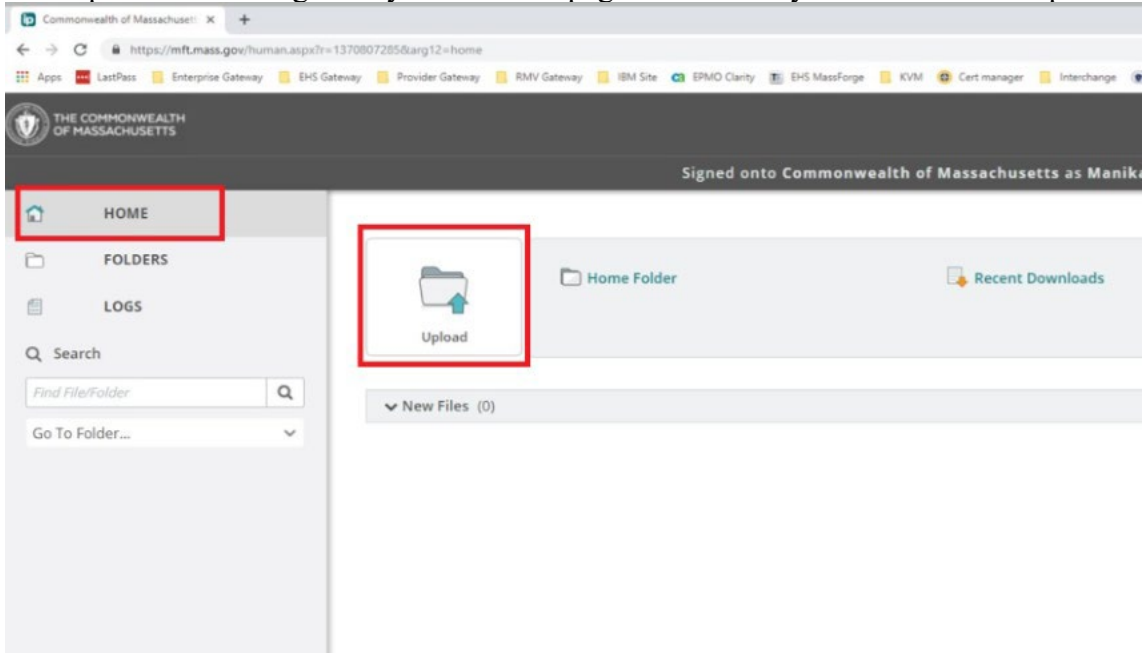 Commonwealth of Massachuset
https://mft.mass.gov/human.aspx?r=1370807285&arg12=home
Apps LastPass Enterprise Gateway EHS Gateway Provider Gateway RMV Gateway IBM Site EPMO Clarity EHS MassForge KVM Cert manager Interchange
THE COMMONWEALTH
OF MASSACHUSETTS
Signed onto Commonwealth of Massachusetts as Manika
HOME
FOLDERS
LOGS
Search
Find File/Folder
Go To Folder...
Upload
Home Folder
Recent Downloads
New Files (0)